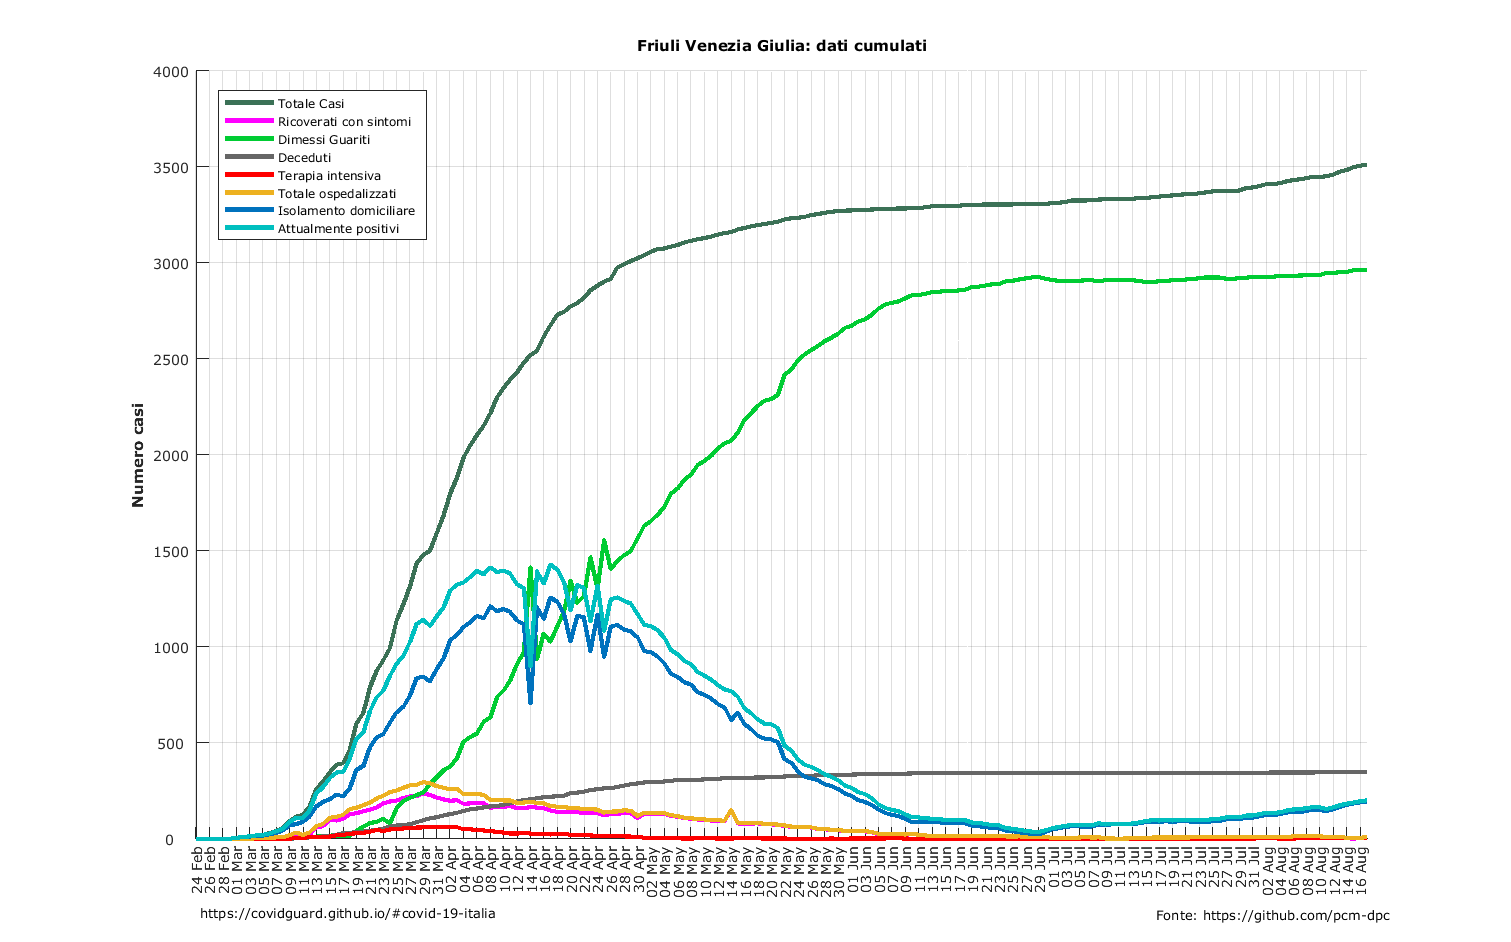 Friuli Venezia Giulia: dati cumulati
4000
3500
3000
2500
2000
1500
1000
500
0
Numero casi
Totale Casi
Ricoverati con sintomi
Dimessi Guariti
Deceduti
Terapia intensiva
Totale ospedalizzati
Isolamento domiciliare
Attualmente positivi
24 Feb
26 Feb
28 Feb
01 Mar
03 Mar
05 Mar
07 Mar
09 Mar
11 Mar
13 Mar
15 Mar
17 Mar
19 Mar
21 Mar
23 Mar
25 Mar
27 Mar
29 Mar
31 Mar
02 Apr
04 Apr
06 Apr
08 Apr
10 Apr
12 Apr
14 Apr
16 Apr
18 Apr
20 Apr
22 Apr
24 Apr
26 Apr
28 Apr
30 Apr
02 May
04 May
06 May
08 May
10 May
12 May
14 May
16 May
18 May
20 May
22 May
24 May
26 May
28 May
30 May
01 Jun
03 Jun
05 Jun
07 Jun
09 Jun
11 Jun
13 Jun
15 Jun
17 Jun
19 Jun
21 Jun
23 Jun
25 Jun
27 Jun
29 Jun
01 Jul
03 Jul
05 Jul
07 Jul
09 Jul
11 Jul
13 Jul
15 Jul
17 Jul
19 Jul
21 Jul
23 Jul
25 Jul
27 Jul
29 Jul
31 Jul
02 Aug
04 Aug
06 Aug
08 Aug
10 Aug
12 Aug
14 Aug
16 Aug
https://covidguard.github.io/#covid-19-italia
Fonte: https://github.com/pcm-dpc